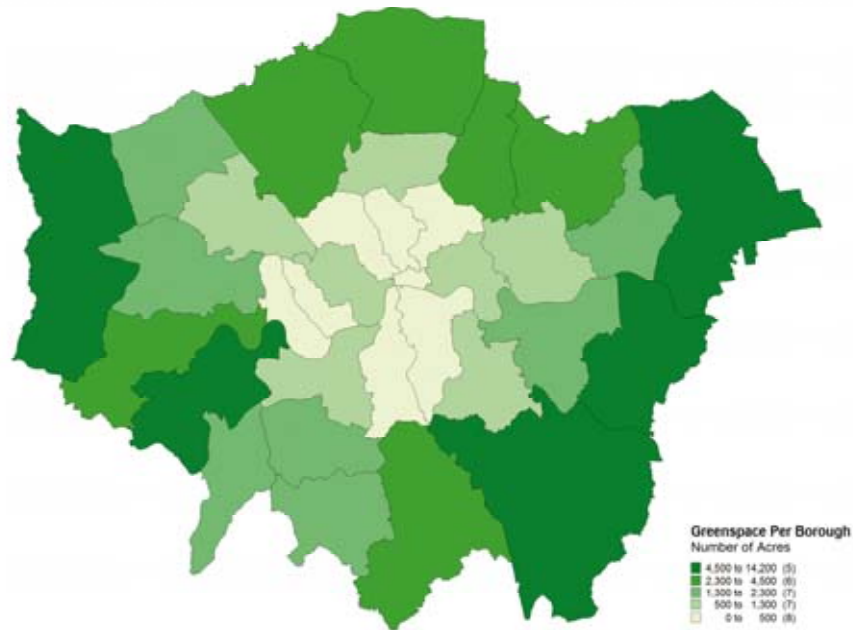 Greenspace Per Borough
Number of Acres
4,500 to 14,200 (5)
2,300 to 4,500 (6)
1,300 to 2,300 (7)
500 to 1,300 (7)
0 to 500 (8)